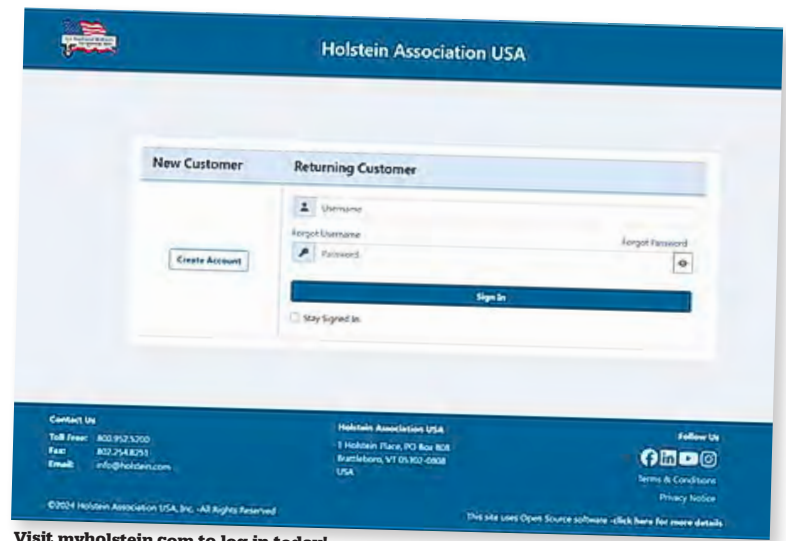 Holstein Association USA
New Customer
Returning Customer
Username
Forgot Username
Forgot Password
Password
Create Account
Sign In
Stay Signed In
Contact Us
Toll Free: 800.952.5200
Fax: 802.254.8251
Email: info@holstein.com
Holstein Association USA
1 Holstein Place, PO Box 808
Brattleboro, VT 05302-0808
USA
Follow Us
Terms & Conditions
Privacy Notice
©2024 Holstein Association USA, Inc. -All Rights Reserved
This site uses Open Source software -click here for more details
Visit myholstein.com to log in today!